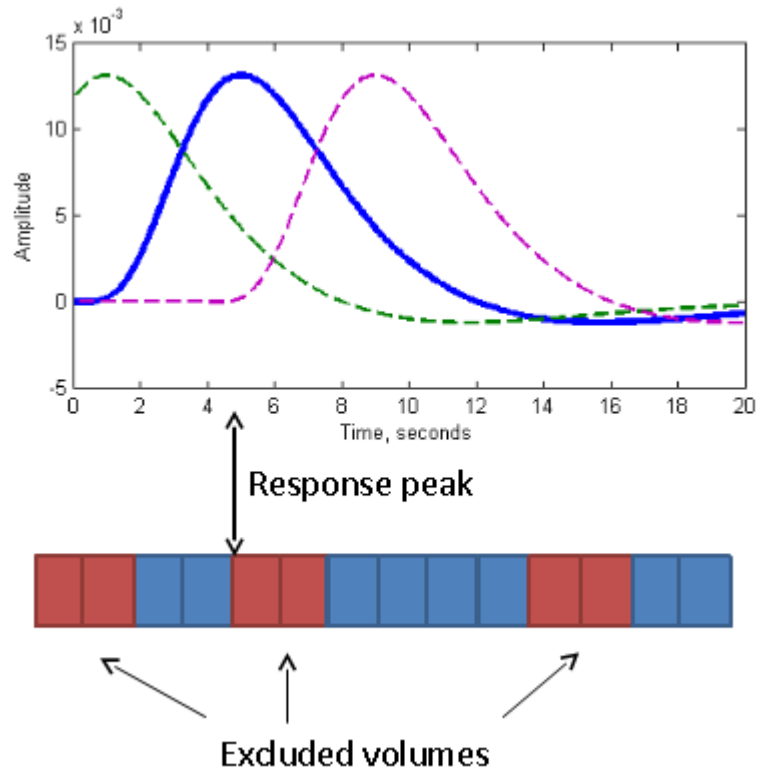 x 10⁻³
15
10
5
0
-5
Amplitude
0 2 4 6 8 10 12 14 16 18 20
Time, seconds
Response peak
Excluded volumes